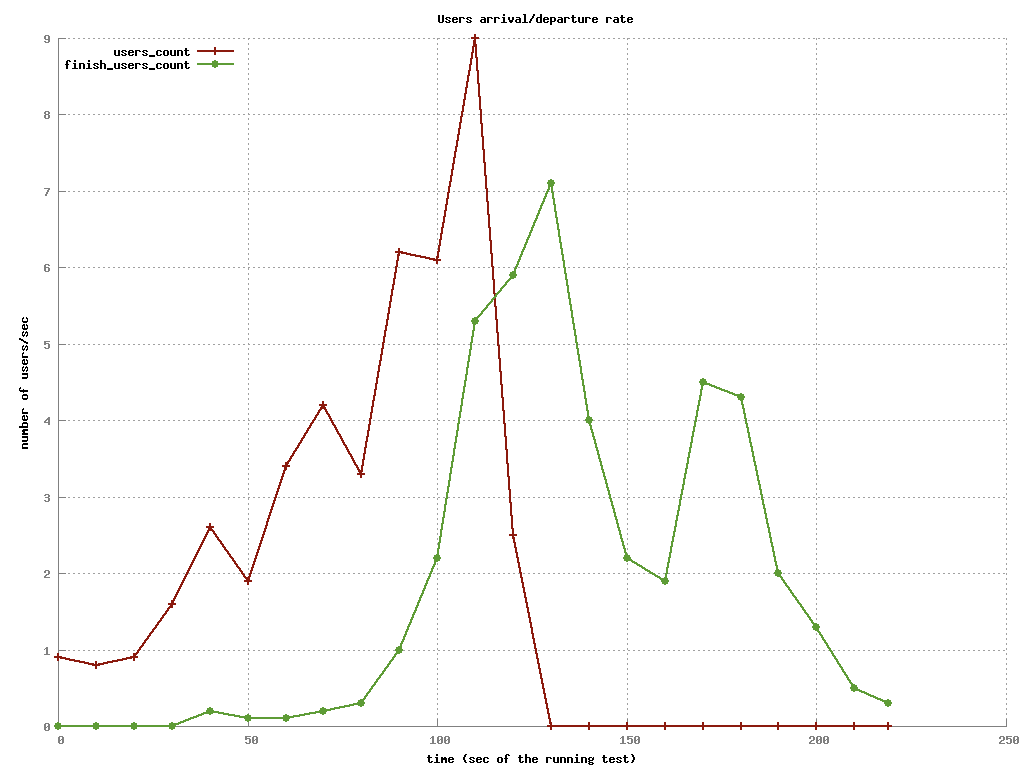 Users arrival/departure rate
users_count
finish_users_count
9
8
7
6
5
4
3
2
1
0
number of users/sec
0 50 100 150 200 250
time (sec of the running test)